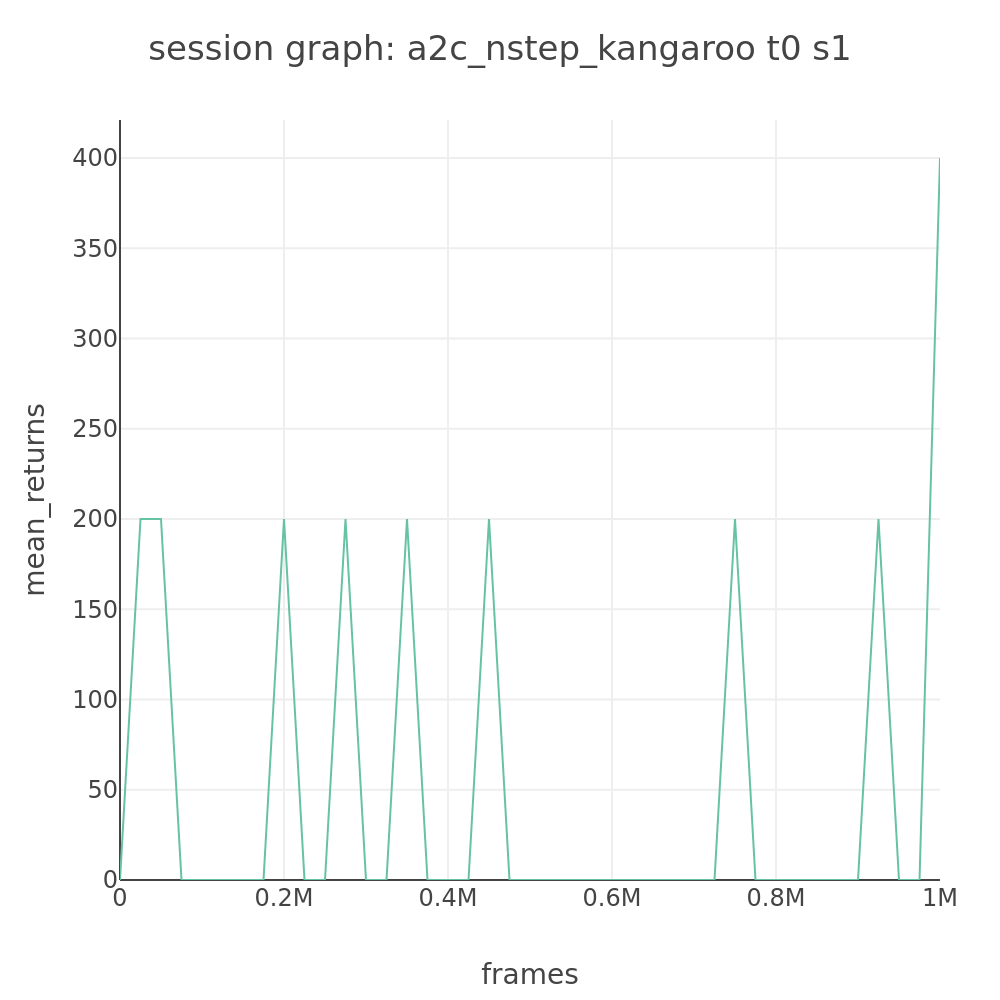 session graph: a2c_nstep_kangaroo t0 s1
400
350
300
250
200
150
100
50
0
mean_returns
0
0.2M
0.4M
0.6M
0.8M
1M
frames